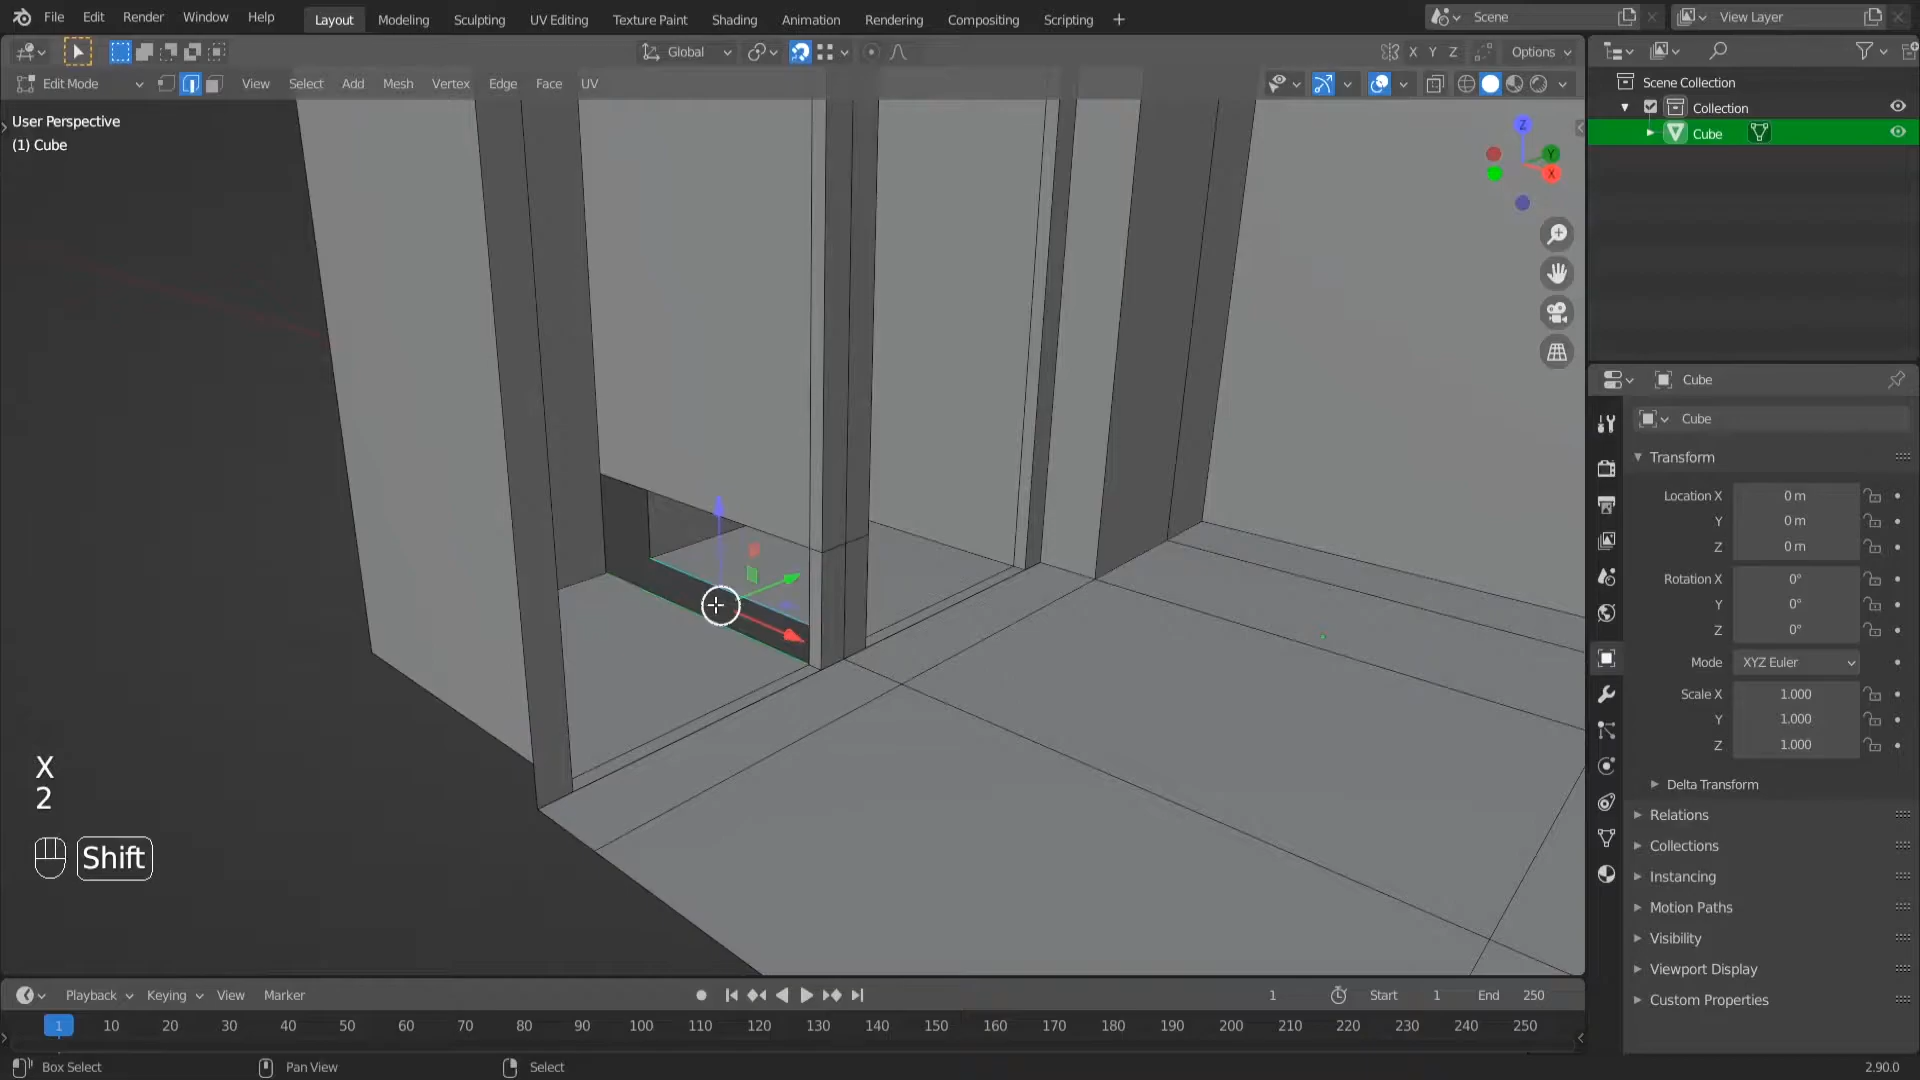 File Edit Render Window Help Layout Modeling Sculpting UV Editing Texture Paint Shading Animation Rendering Compositing Scripting + Scene View Layer
Global X Y Z Options
Edit Mode View Select Add Mesh Vertex Edge Face UV
Scene Collection
Collection
Cube
User Perspective
(1) Cube
Z
Y
X
Cube
Cube
Transform
Location X 0 m
Y 0 m
Z 0 m
Rotation X 0°
Y 0°
Z 0°
Mode XYZ Euler
Scale X 1.000
Y 1.000
Z 1.000
Delta Transform
Relations
Collections
Instancing
Motion Paths
Visibility
Viewport Display
Custom Properties
X
2
Shift
Playback Keying View Marker 1 Start 1 End 250
1 10 20 30 40 50 60 70 80 90 100 110 120 130 140 150 160 170 180 190 200 210 220 230 240 250
Box Select Pan View Select 2.90.0